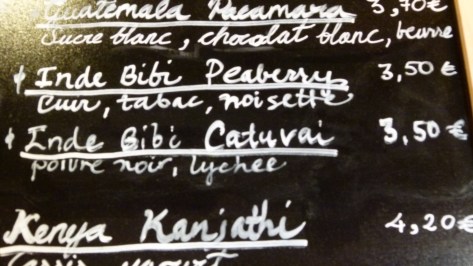 Guatemala Pacamara 3,70€
Sucre blanc, chocolat blanc, beurre
Inde Bibi Peaberry 3,50€
Cuir, tabac, noisette
Inde Bibi Catuvai 3,50€
poivre noir, lychee
Kenya Kanjathi 4,20€